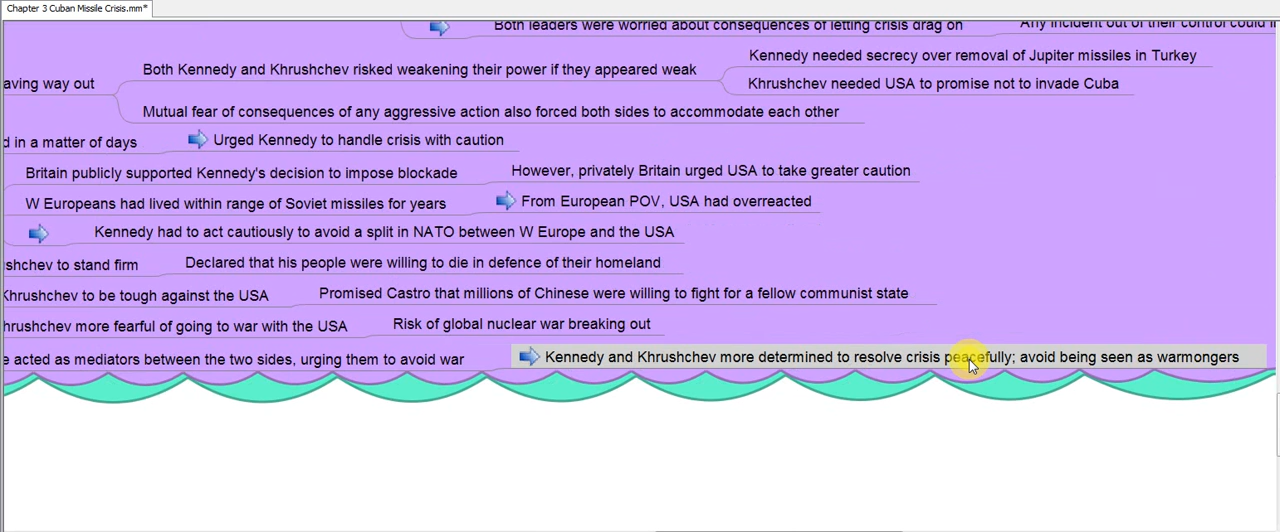 Chapter 3 Cuban Missile Crisis.mm*
Both leaders were worried about consequences of letting crisis drag on
Any incident out of their control could
Kennedy needed secrecy over removal of Jupiter missiles in Turkey
aving way out
Both Kennedy and Khrushchev risked weakening their power if they appeared weak
Khrushchev needed USA to promise not to invade Cuba
Mutual fear of consequences of any aggressive action also forced both sides to accommodate each other
d in a matter of days
Urged Kennedy to handle crisis with caution
Britain publicly supported Kennedy's decision to impose blockade
However, privately Britain urged USA to take greater caution
W Europeans had lived within range of Soviet missiles for years
From European POV, USA had overreacted
Kennedy had to act cautiously to avoid a split in NATO between W Europe and the USA
shchev to stand firm
Declared that his people were willing to die in defence of their homeland
Khrushchev to be tough against the USA
Promised Castro that millions of Chinese were willing to fight for a fellow communist state
hrushchev more fearful of going to war with the USA
Risk of global nuclear war breaking out
e acted as mediators between the two sides, urging them to avoid war
Kennedy and Khrushchev more determined to resolve crisis peacefully; avoid being seen as warmongers